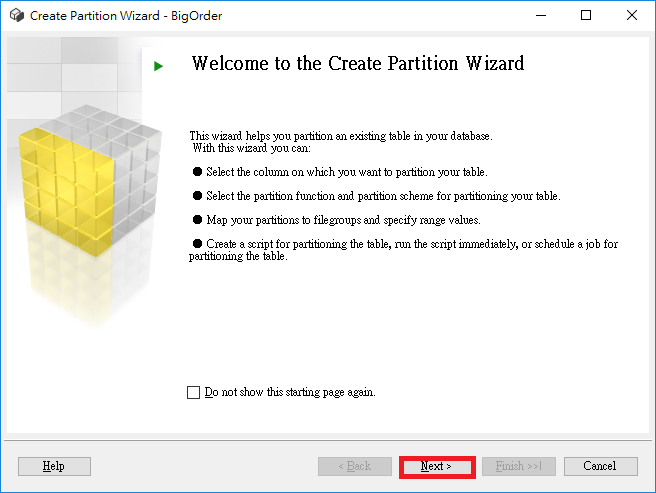 Create Partition Wizard - BigOrder
Welcome to the Create Partition Wizard
This wizard helps you partition an existing table in your database.
With this wizard you can:
● Select the column on which you want to partition your table.
● Select the partition function and partition scheme for partitioning your table.
● Map your partitions to filegroups and specify range values.
● Create a script for partitioning the table, run the script immediately, or schedule a job for
partitioning the table.
Do not show this starting page again.
Help
< Back
Next >
Finish >>|
Cancel